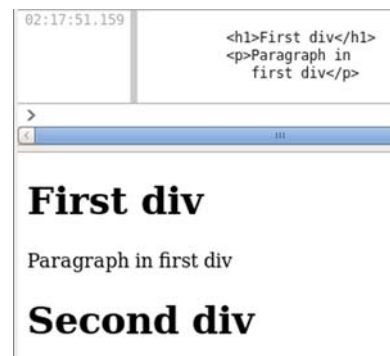 02:17:51.159
<h1>First div</h1>
<p>Paragraph in
first div</p>
>
First div
Paragraph in first div
Second div